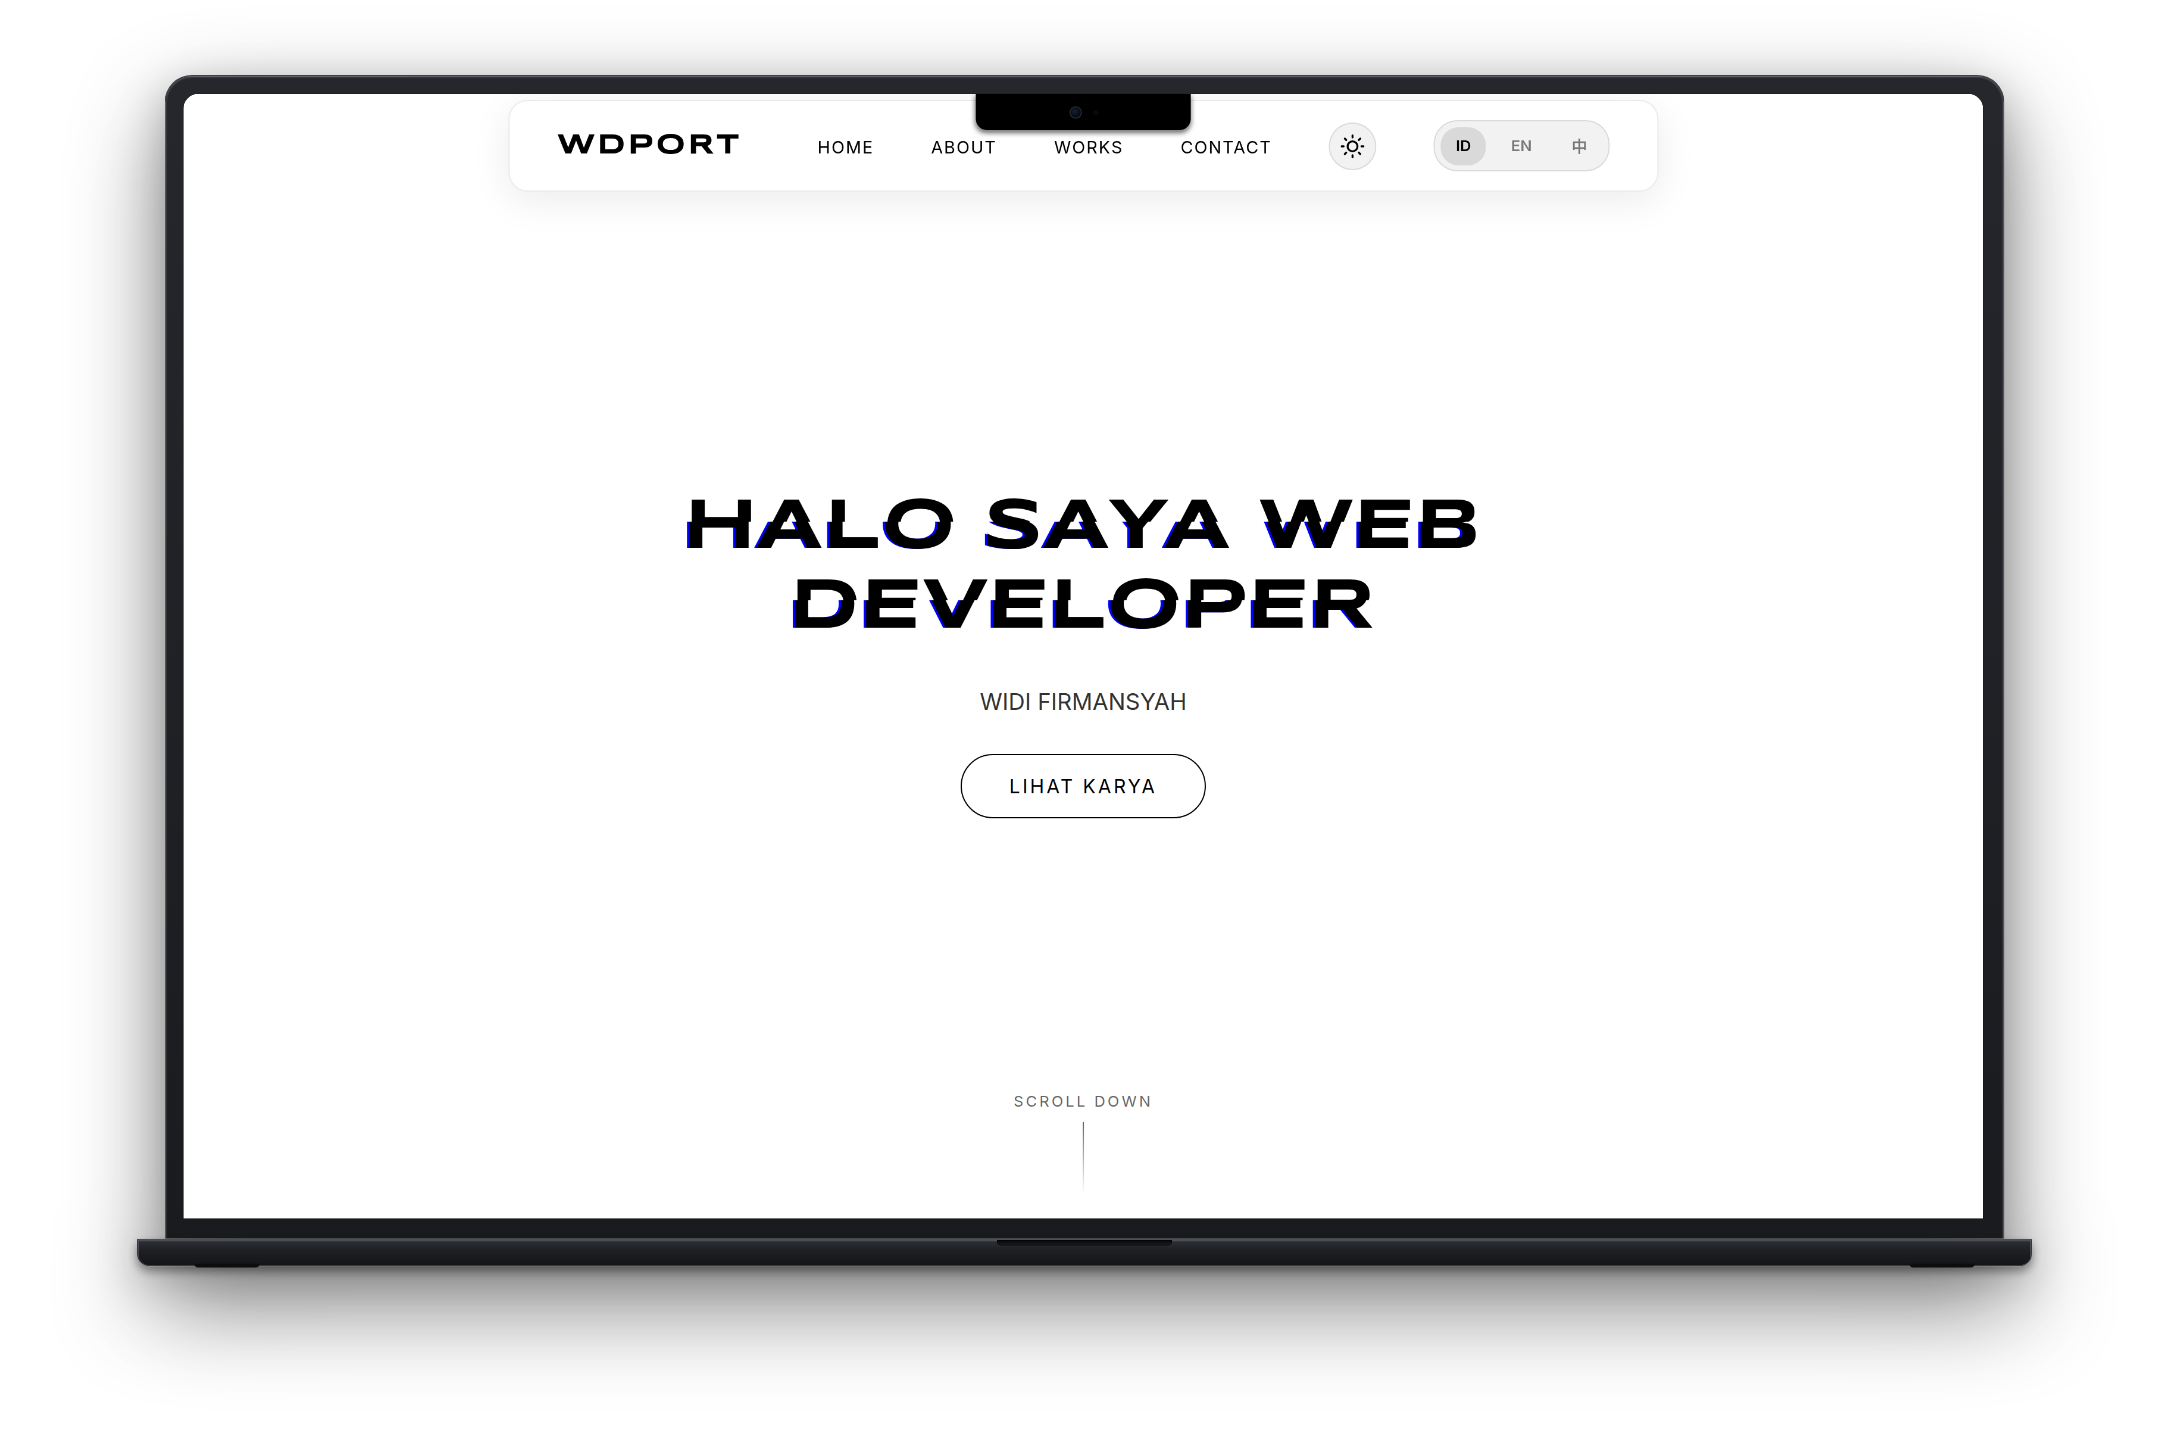 WDPORT HOME ABOUT WORKS CONTACT ID EN 中
HALO SAYA WEB
DEVELOPER
WIDI FIRMANSYAH
LIHAT KARYA
SCROLL DOWN